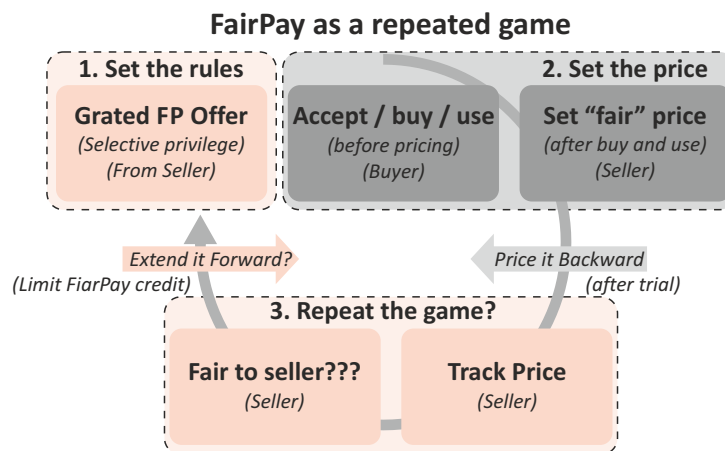 FairPay as a repeated game
1. Set the rules
Grated FP Offer
(Selective privilege)
(From Seller)
2. Set the price
Accept / buy / use
(before pricing)
(Buyer)
Set “fair” price
(after buy and use)
(Seller)
Extend it Forward?
(Limit FiarPay credit)
Price it Backward
(after trial)
3. Repeat the game?
Fair to seller???
(Seller)
Track Price
(Seller)